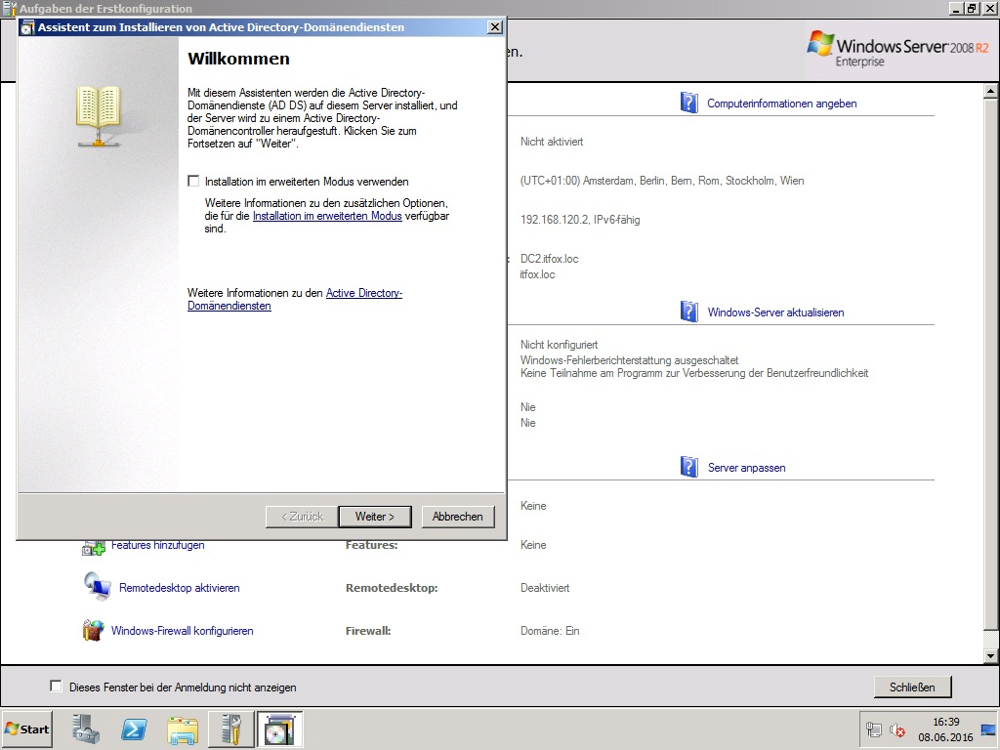 Aufgaben der Erstkonfiguration
Assistent zum Installieren von Active Directory-Domänendiensten
en.
Windows Server 2008 R2
Enterprise
Willkommen
Mit diesem Assistenten werden die Active Directory-
Domänendienste (AD DS) auf diesem Server installiert, und
der Server wird zu einem Active Directory-
Domänencontroller heraufgestuft. Klicken Sie zum
Fortsetzen auf "Weiter".
Installation im erweiterten Modus verwenden
Weitere Informationen zu den zusätzlichen Optionen,
die für die Installation im erweiterten Modus verfügbar
sind.
Weitere Informationen zu den Active Directory-
Domänendiensten
< Zurück
Weiter >
Abbrechen
Computerinformationen angeben
Nicht aktiviert
(UTC+01:00) Amsterdam, Berlin, Bern, Rom, Stockholm, Wien
192.168.120.2, IPv6-fähig
: DC2.itfox.loc
itfox.loc
Windows-Server aktualisieren
Nicht konfiguriert
Windows-Fehlerberichterstattung ausgeschaltet
Keine Teilnahme am Programm zur Verbesserung der Benutzerfreundlichkeit
Nie
Nie
Server anpassen
Keine
Features hinzufügen Features: Keine
Remotedesktop aktivieren Remotedesktop: Deaktiviert
Windows-Firewall konfigurieren Firewall: Domäne: Ein
Dieses Fenster bei der Anmeldung nicht anzeigen
Schließen
Start
16:39
08.06.2016